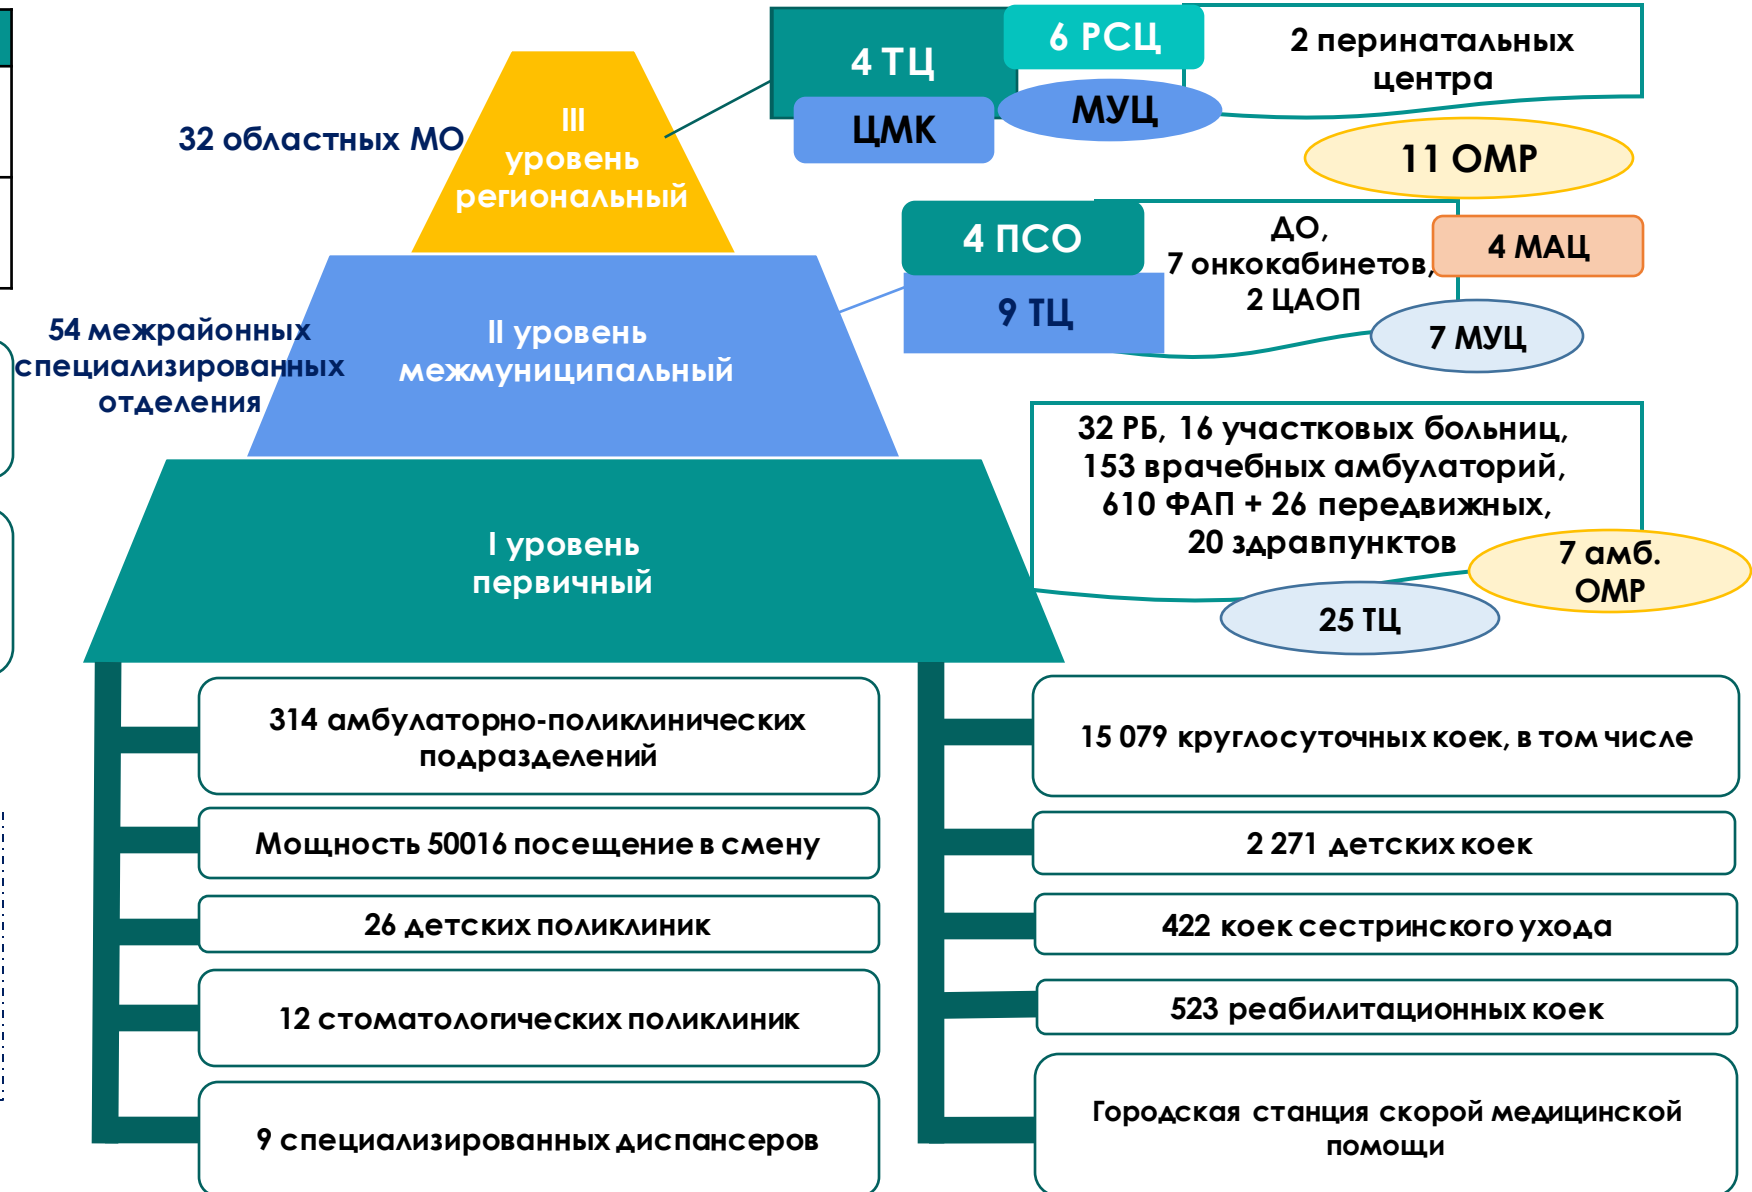 4 ТЦ
6 РСЦ
2 перинатальных
центра
ЦМК
МУЦ
32 областных МО
III
уровень
региональный
11 ОМР
4 ПСО
ДО,
7 онкокабинетов,
2 ЦАОП
4 МАЦ
9 ТЦ
7 МУЦ
54 межрайонных
специализированных
отделения
II уровень
межмуниципальный
32 РБ, 16 участковых больниц,
153 врачебных амбулаторий,
610 ФАП + 26 передвижных,
20 здравпунктов
7 амб.
ОМР
25 ТЦ
I уровень
первичный
314 амбулаторно-поликлинических
подразделений
Мощность 50016 посещение в смену
26 детских поликлиник
12 стоматологических поликлиник
9 специализированных диспансеров
15 079 круглосуточных коек, в том числе
2 271 детских коек
422 коек сестринского ухода
523 реабилитационных коек
Городская станция скорой медицинской
помощи